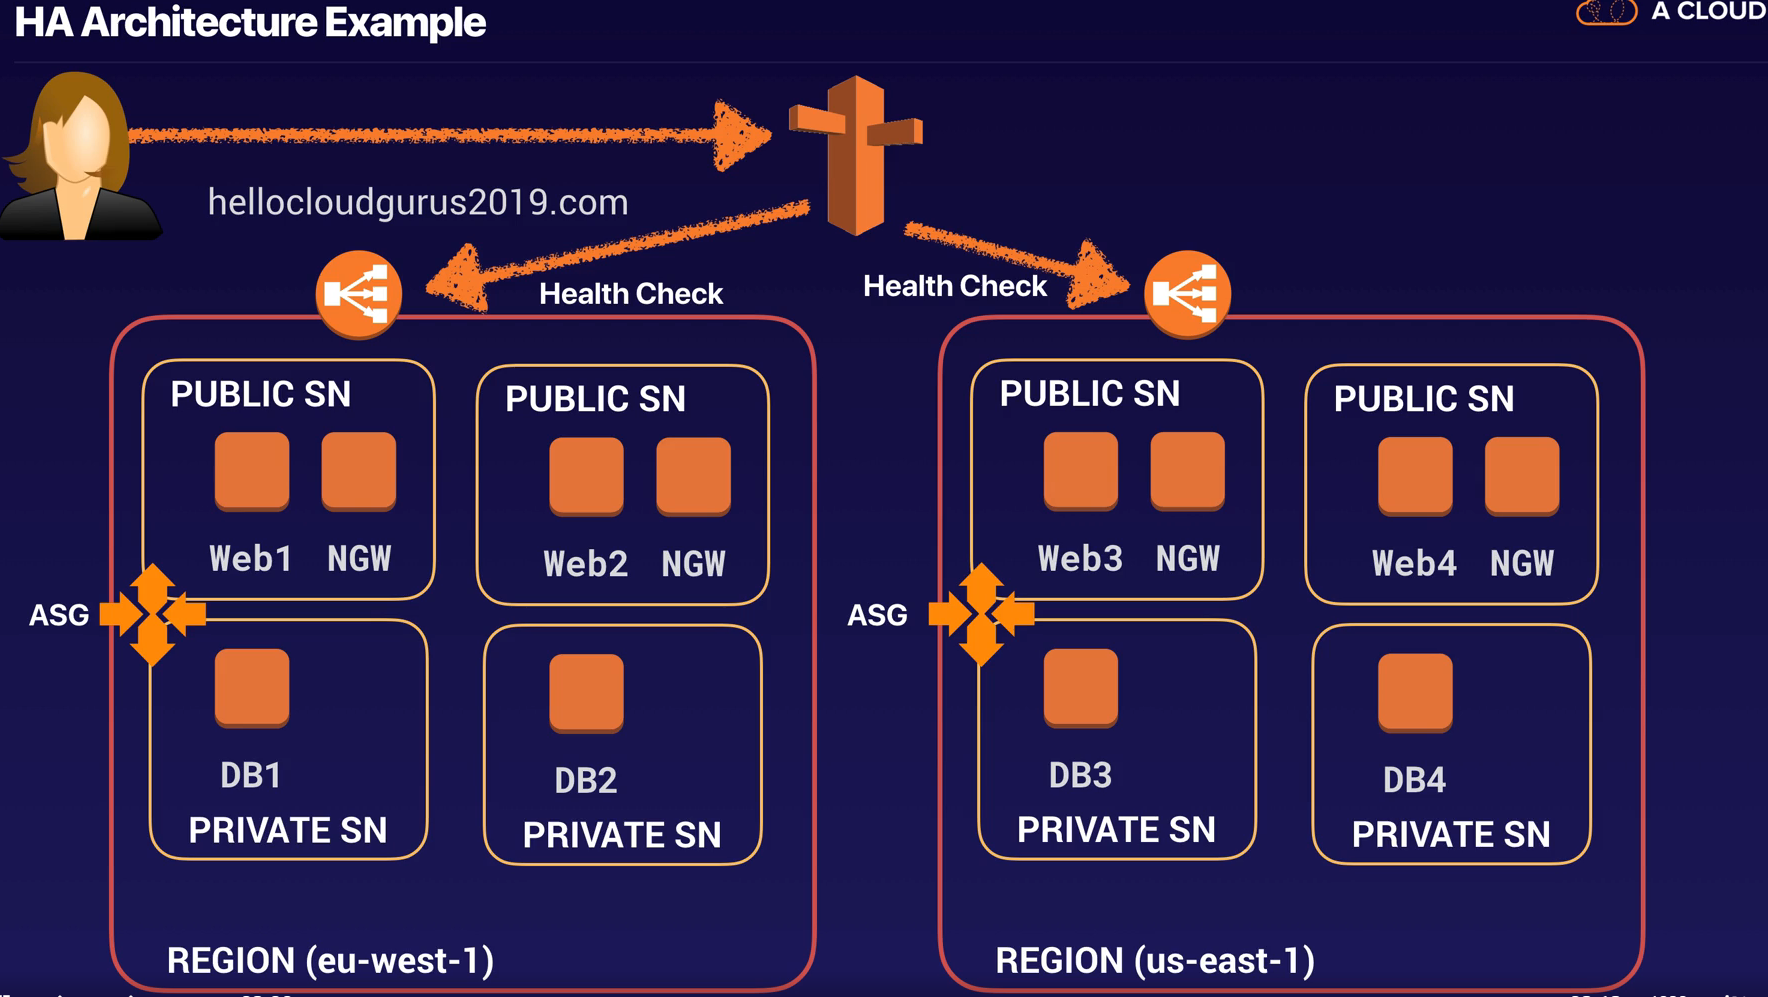 HA Architecture Example
A CLOUD
hellocloudgurus2019.com
Health Check
Health Check
PUBLIC SN
PUBLIC SN
PUBLIC SN
PUBLIC SN
Web1 NGW
Web2 NGW
Web3 NGW
Web4 NGW
ASG
ASG
DB1
DB2
DB3
DB4
PRIVATE SN
PRIVATE SN
PRIVATE SN
PRIVATE SN
REGION (eu-west-1)
REGION (us-east-1)